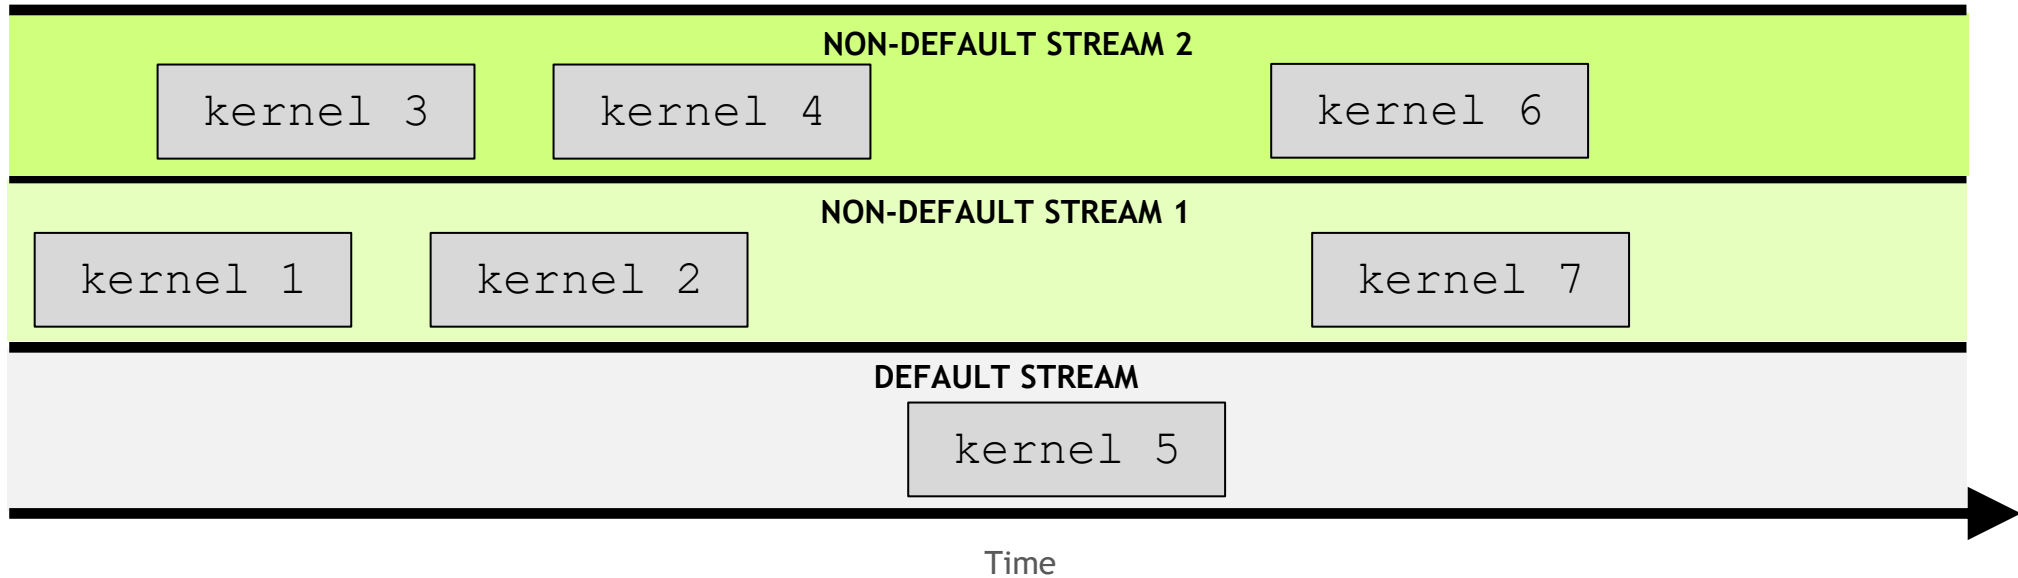 NON-DEFAULT STREAM 2
kernel 3
kernel 4
kernel 6
NON-DEFAULT STREAM 1
kernel 1
kernel 2
kernel 7
DEFAULT STREAM
kernel 5
Time